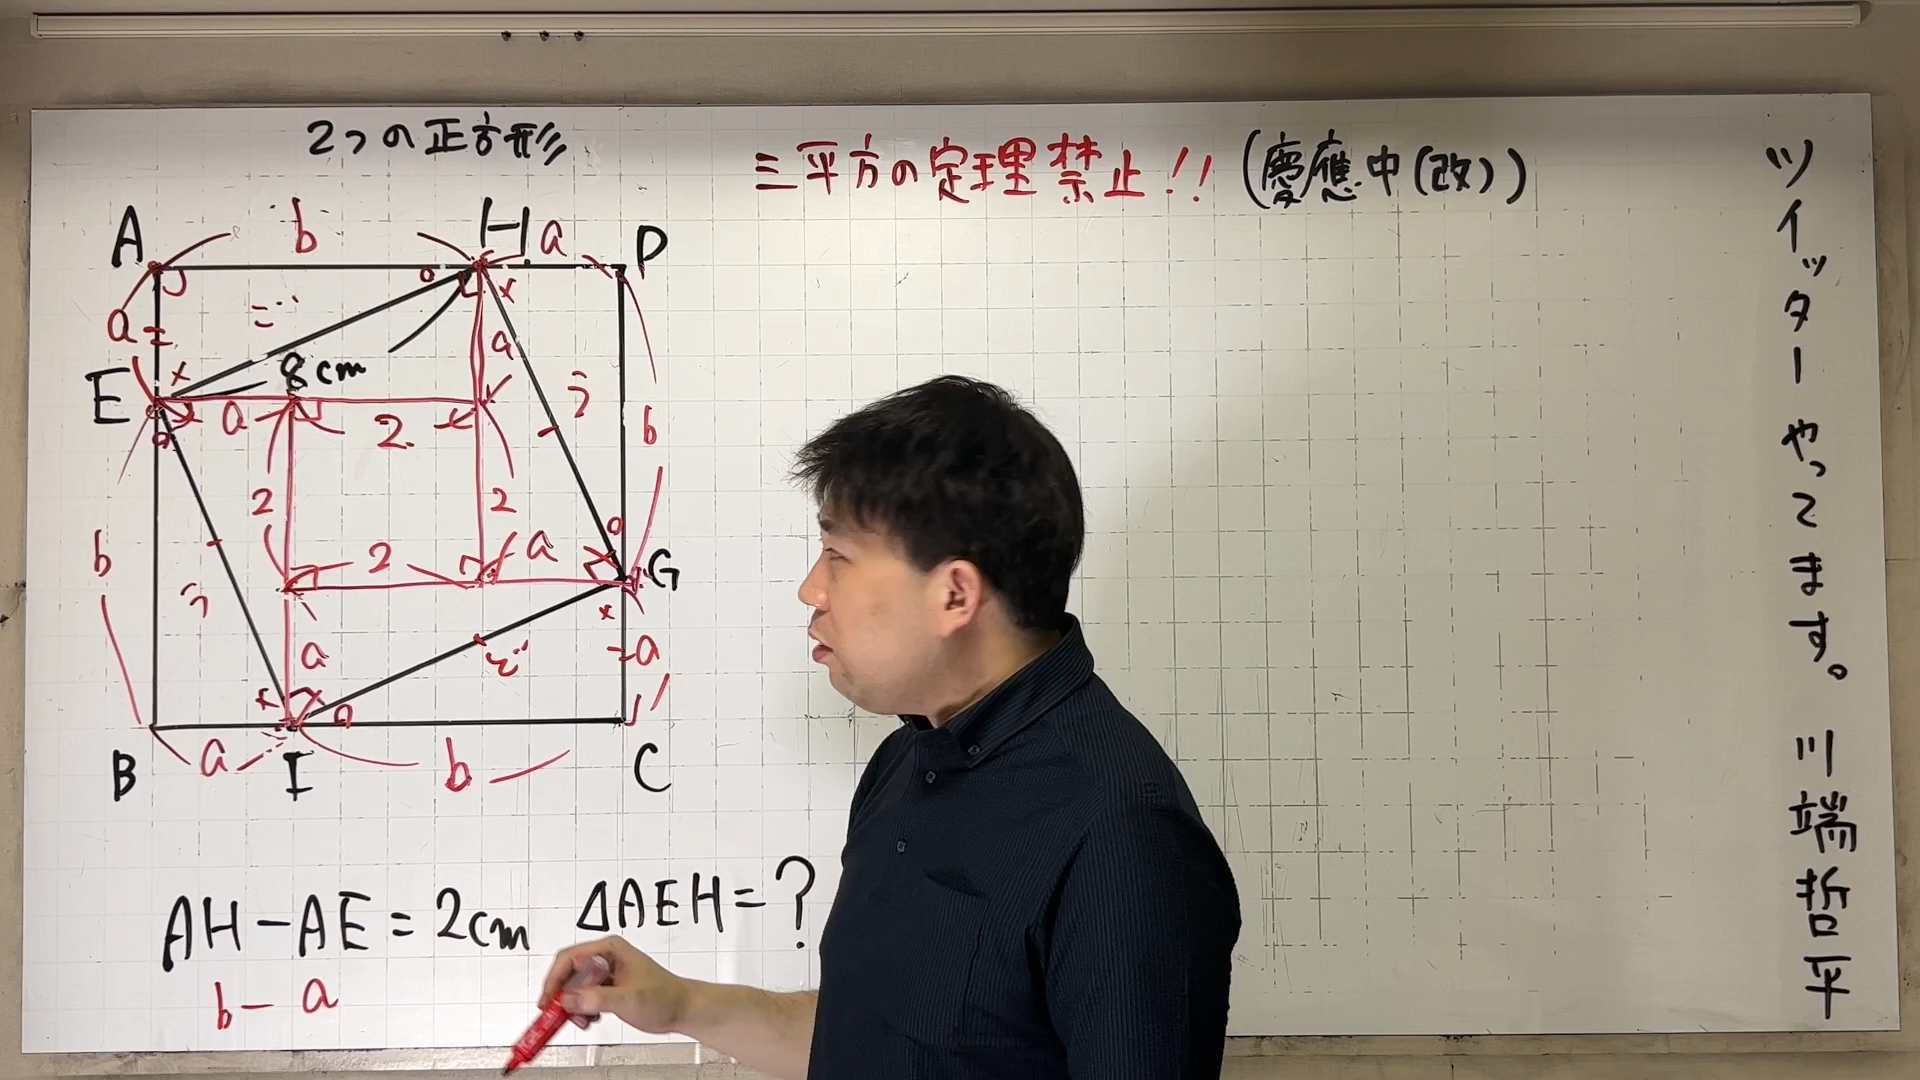 2つの正方形
三平方の定理禁止!! (慶應中(改))
A b H a D
a
8cm
E a 2 a
2 2 b
b 2 a G
a a
B a I b C
AH-AE=2cm △AEH=?
b-a
ツイッターやってます。川端哲平